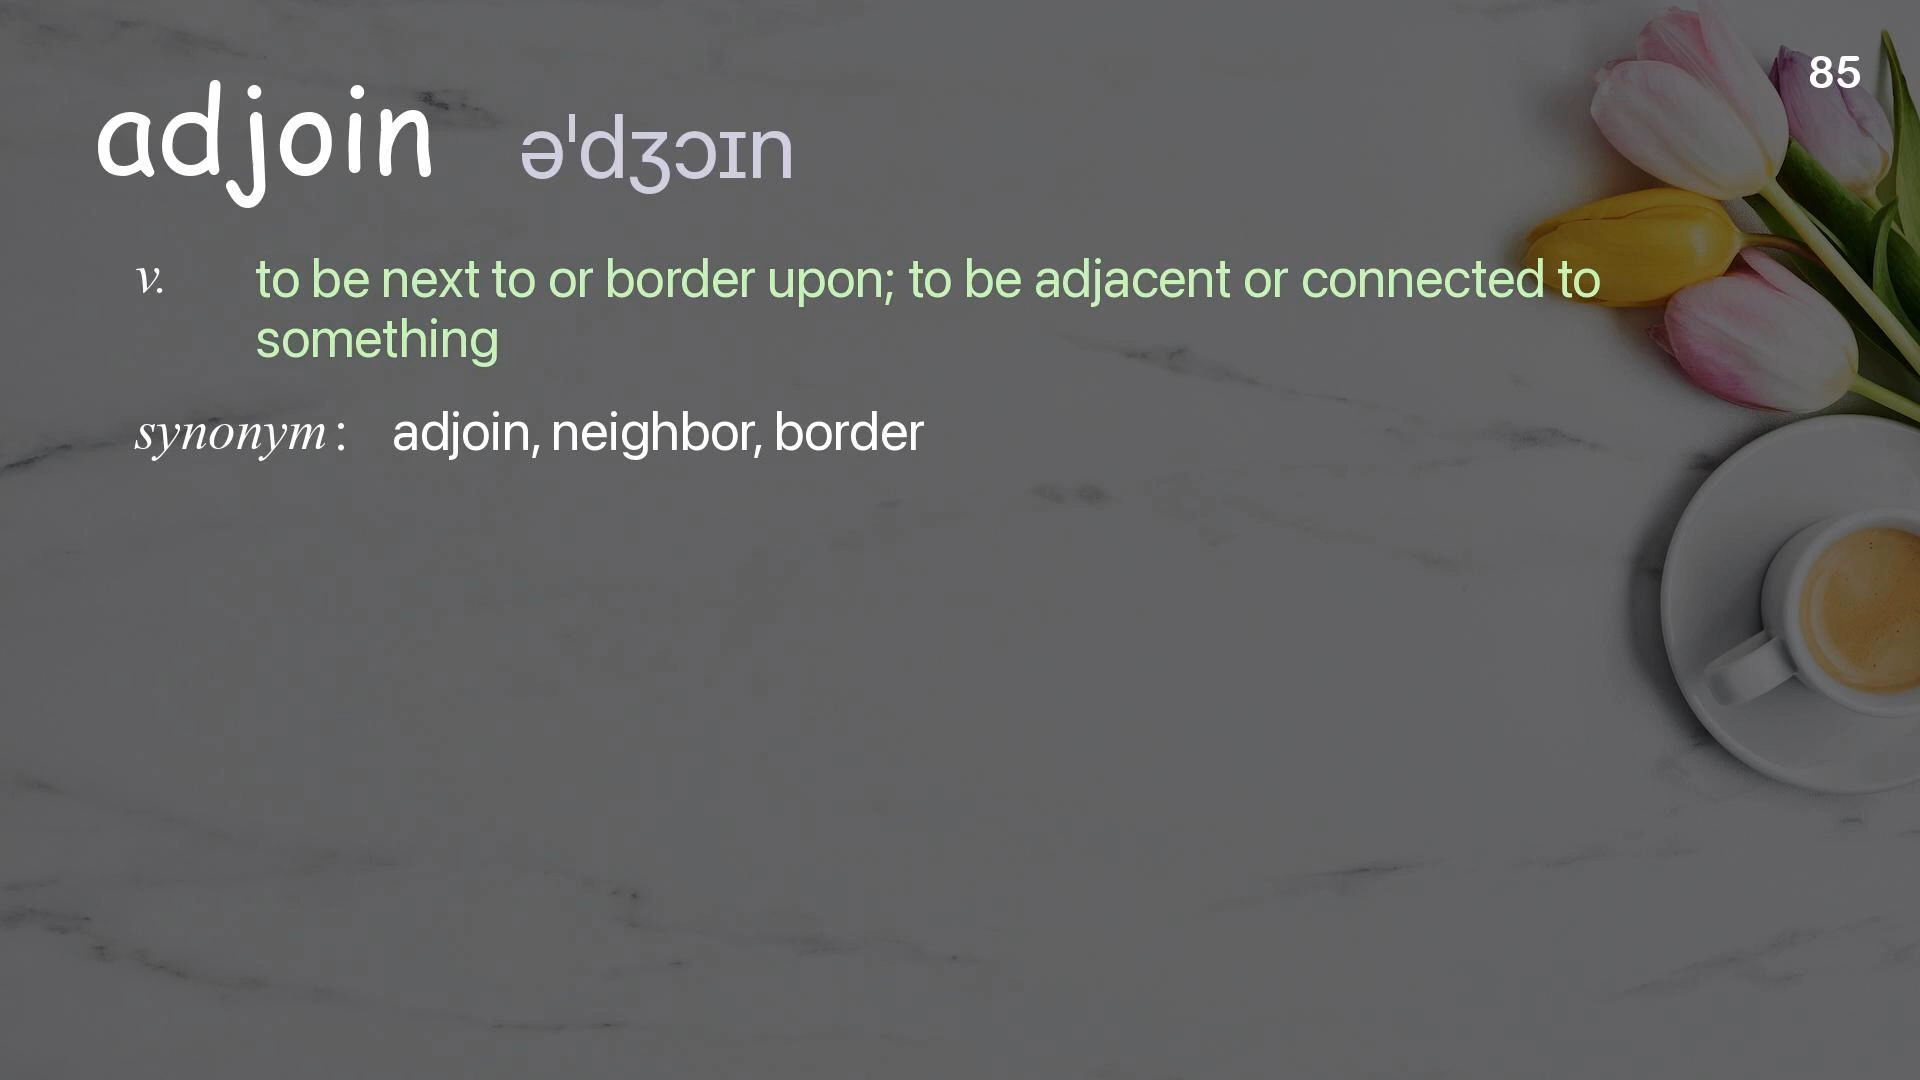 85
adjoin əˈdʒɔɪn
v. to be next to or border upon; to be adjacent or connected to
something
synonym: adjoin, neighbor, border